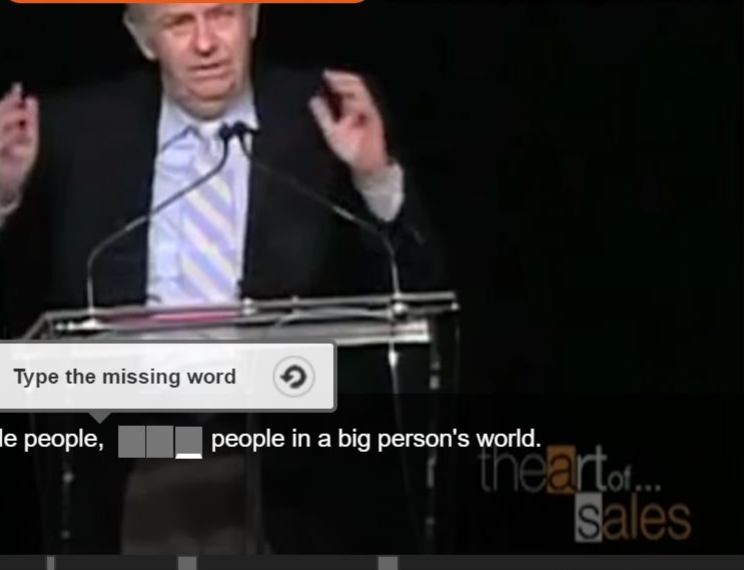 Type the missing word
le people, people in a big person's world.
theartof...
sales